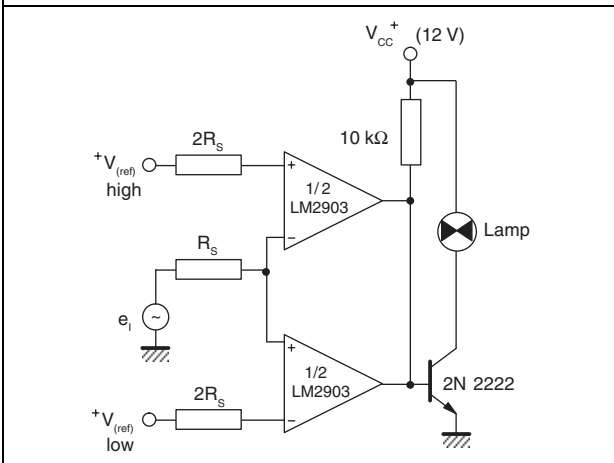 V_CC^+ (12 V)
2R_S
^+V_(ref)
high
10 kΩ
+
1/2
LM2903
−
R_S
Lamp
e_I
~
+
1/2
LM2903
−
2R_S
^+V_(ref)
low
2N 2222